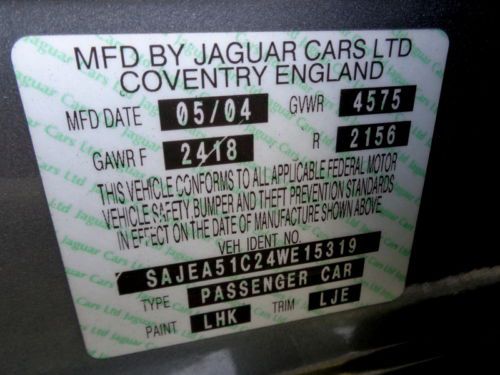 MFD BY JAGUAR CARS LTD
COVENTRY ENGLAND
MFD DATE 05/04 GVWR 4575
GAWR F 2418 R 2156
THIS VEHICLE CONFORMS TO ALL APPLICABLE FEDERAL MOTOR
VEHICLE SAFETY, BUMPER AND THEFT PREVENTION STANDARDS
IN EFFECT ON THE DATE OF MANUFACTURE SHOWN ABOVE
VEH IDENT NO.
SAJEA51C24WE15319
TYPE PASSENGER CAR
PAINT LHK TRIM LJE